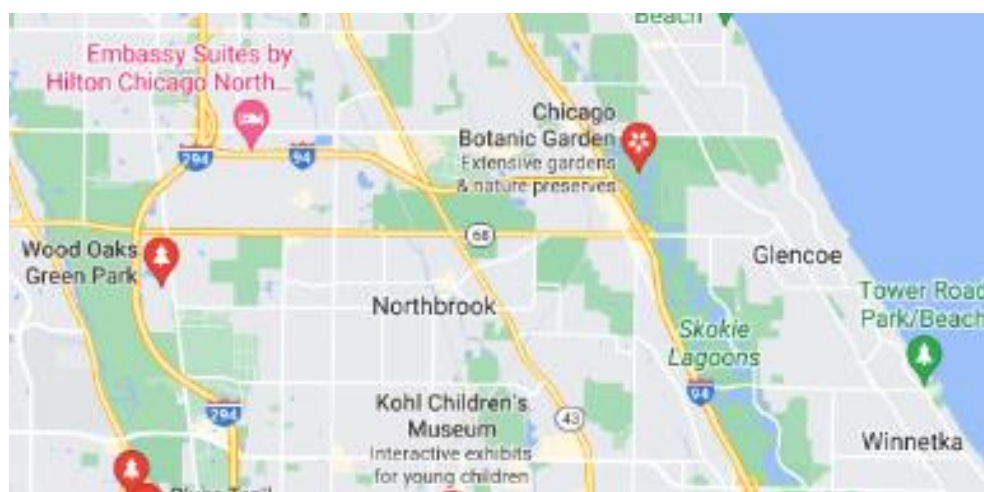 Beach
Embassy Suites by
Hilton Chicago North...
Chicago
Botanic Garden
Extensive gardens
& nature preserves
294
94
68
Wood Oaks
Green Park
Glencoe
Northbrook
Tower Road
Park/Beach
Skokie
Lagoons
94
294
Kohl Children's
Museum
Interactive exhibits
for young children
43
Winnetka